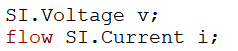 SI.Voltage v;
flow SI.Current i;